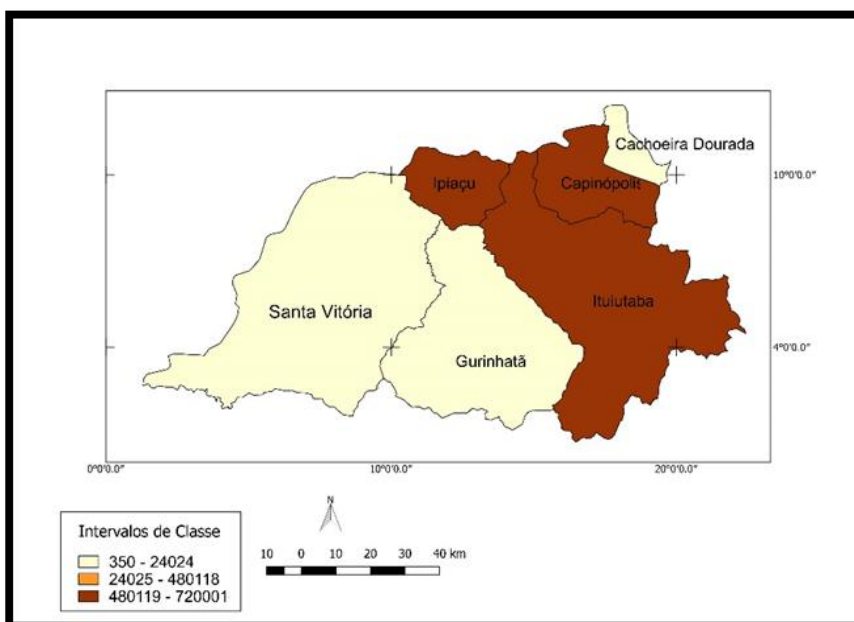 Cachoeira Dourada
Ipiaçu
Capinópolis
10°0'0.0"
Santa Vitória
Ituiutaba
Gurinhatã
4°0'0.0"
0°0'0.0"
10°0'0.0"
20°0'0.0"
N
Intervalos de Classe
350 - 24024
24025 - 480118
480119 - 720001
10 0 10 20 30 40 km